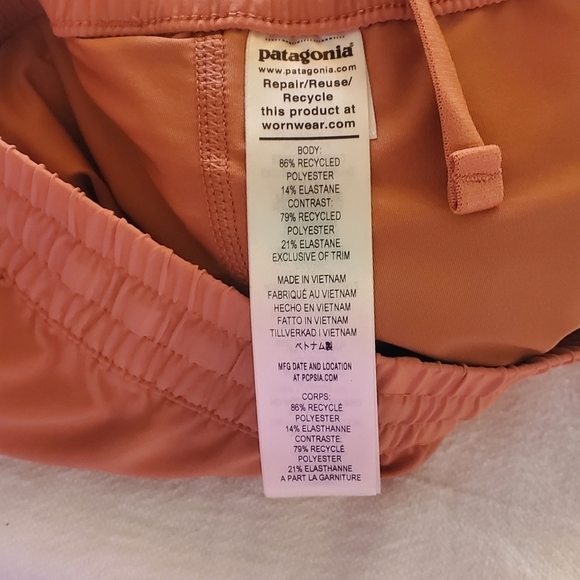 patagonia®
www.patagonia.com
Repair/Reuse/
Recycle
this product at
wornwear.com
BODY:
86% RECYCLED
POLYESTER
14% ELASTANE
CONTRAST:
79% RECYCLED
POLYESTER
21% ELASTANE
EXCLUSIVE OF TRIM
MADE IN VIETNAM
FABRIQUÉ AU VIETNAM
HECHO EN VIETNAM
FATTO IN VIETNAM
TILLVERKAD I VIETNAM
ベトナム製
MFG DATE AND LOCATION
AT PCPSIA.COM
CORPS:
86% RECYCLÉ
POLYESTER
14% ELASTHANNE
CONTRASTE:
79% RECYCLÉ
POLYESTER
21% ELASTHANNE
A PART LA GARNITURE